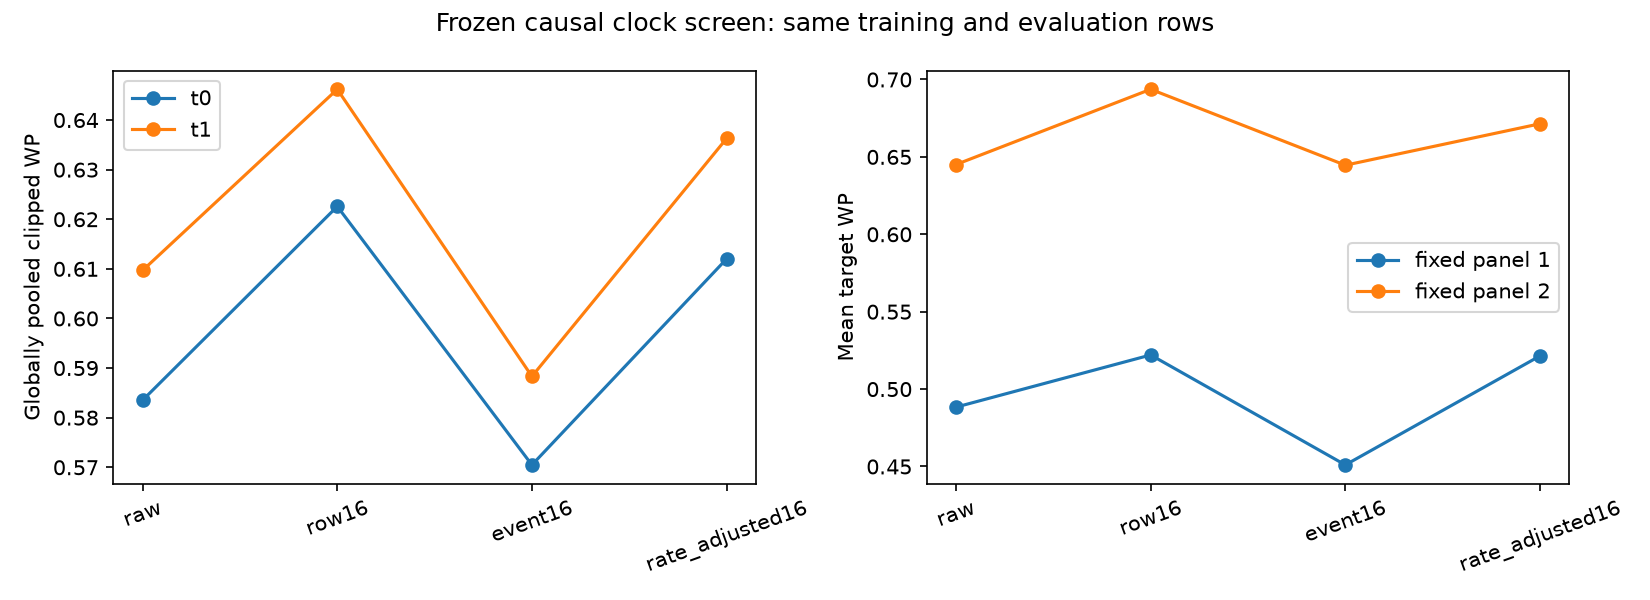 Frozen causal clock screen: same training and evaluation rows
Globally pooled clipped WP
0.64
0.63
0.62
0.61
0.60
0.59
0.58
0.57
t0
t1
raw
row16
event16
rate_adjusted16
Mean target WP
0.70
0.65
0.60
0.55
0.50
0.45
fixed panel 1
fixed panel 2
raw
row16
event16
rate_adjusted16